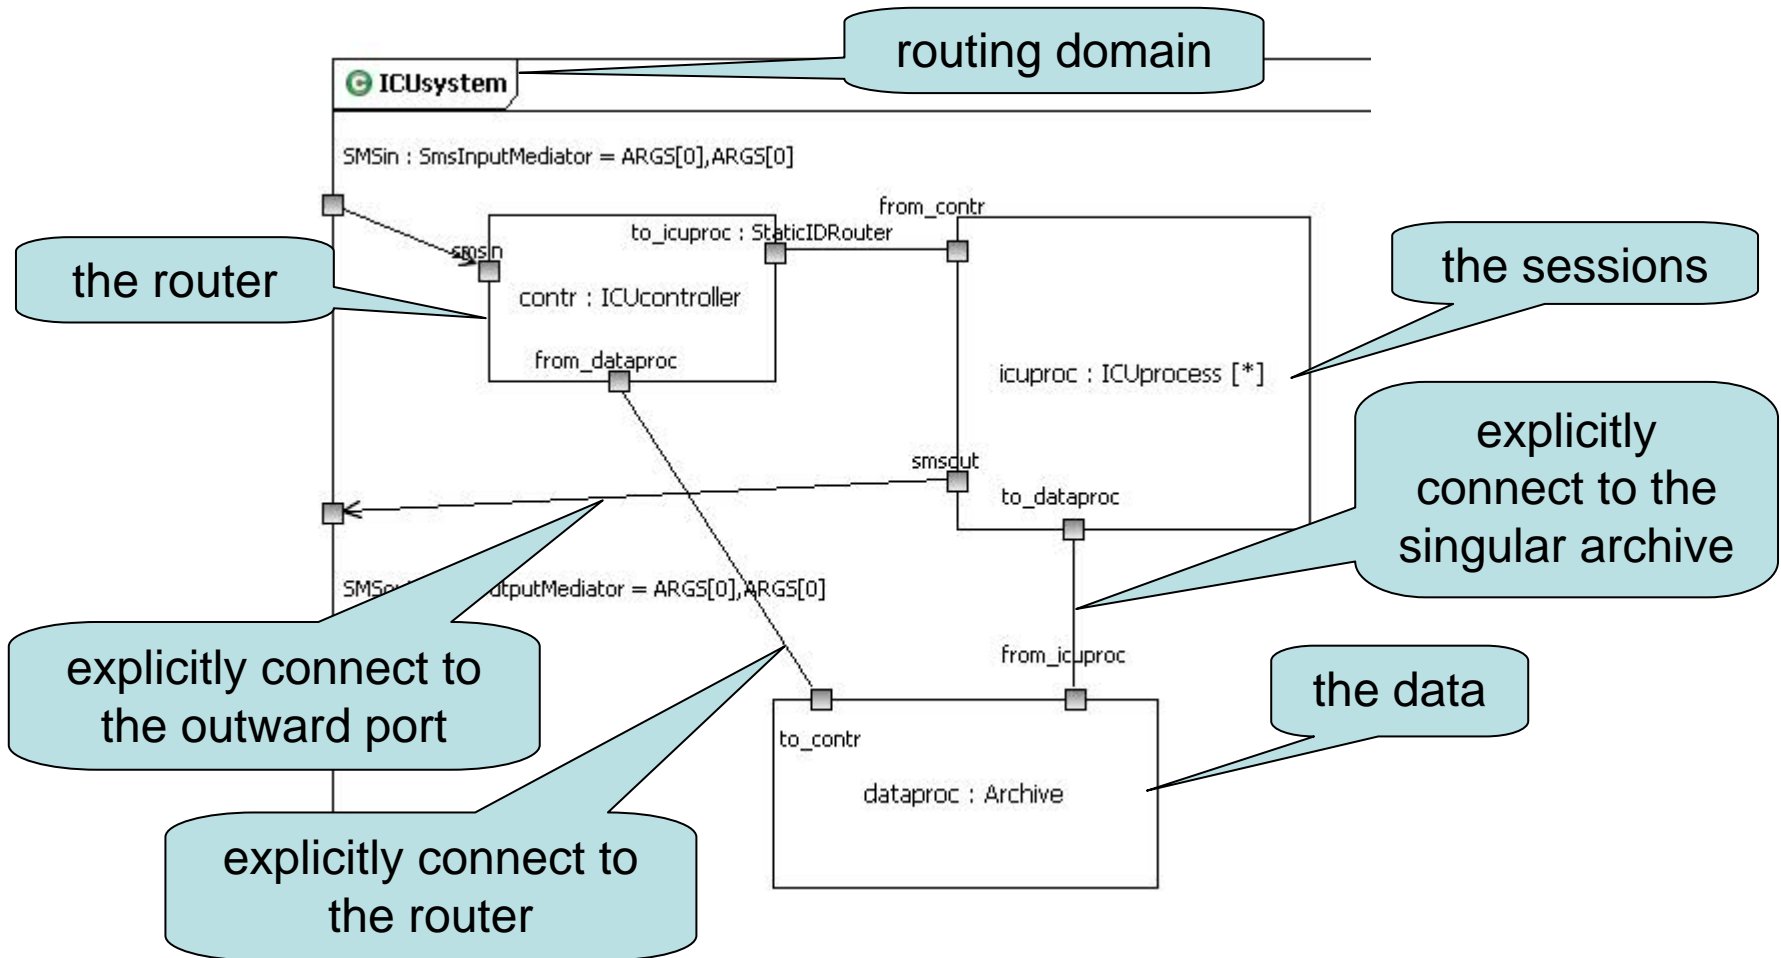 routing domain
ICUsystem
SMSin : SmsInputMediator = ARGS[0],ARGS[0]
from_contr
to_icuproc : StaticIDRouter
smsin
the router
the sessions
contr : ICUcontroller
from_dataproc
icuproc : ICUprocess [*]
explicitly
connect to the
singular archive
smsout
to_dataproc
utputMediator = ARGS[0],ARGS[0]
explicitly connect to
the outward port
from_icuproc
the data
to_contr
dataproc : Archive
explicitly connect to
the router